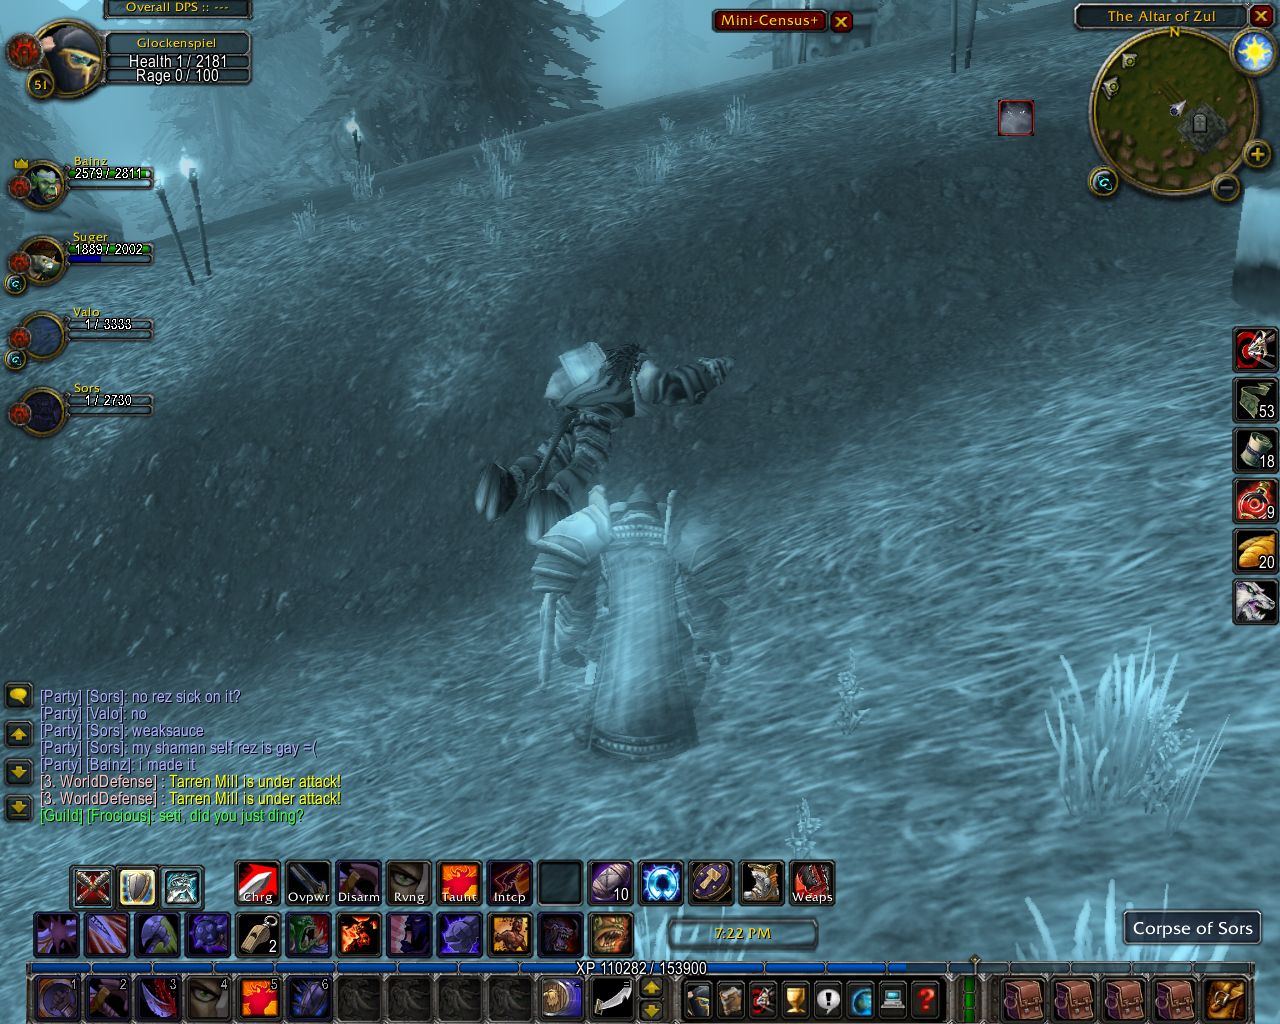 Overall DPS :: ---
Mini-Census+
The Altar of Zul
N
Glockenspiel
Health 1 / 2181
Rage 0 / 100
51
Bainz
2579 / 2811
Suger
1889 / 2002
Valo
1 / 3333
Sors
1 / 2730
53
18
9
20
[Party] [Sors]: no rez sick on it?
[Party] [Valo]: no
[Party] [Sors]: weaksauce
[Party] [Sors]: my shaman self rez is gay =(
[Party] [Bainz]: i made it
[3. WorldDefense] : Tarren Mill is under attack!
[3. WorldDefense] : Tarren Mill is under attack!
[Guild] [Frocious]: seti, did you just ding?
Chrg Ovpwr Disarm Rvng Taunt Intcp 10 Weaps
2
7:22 PM
Corpse of Sors
XP 110282 / 153900
1 2 3 4 5 6 - =